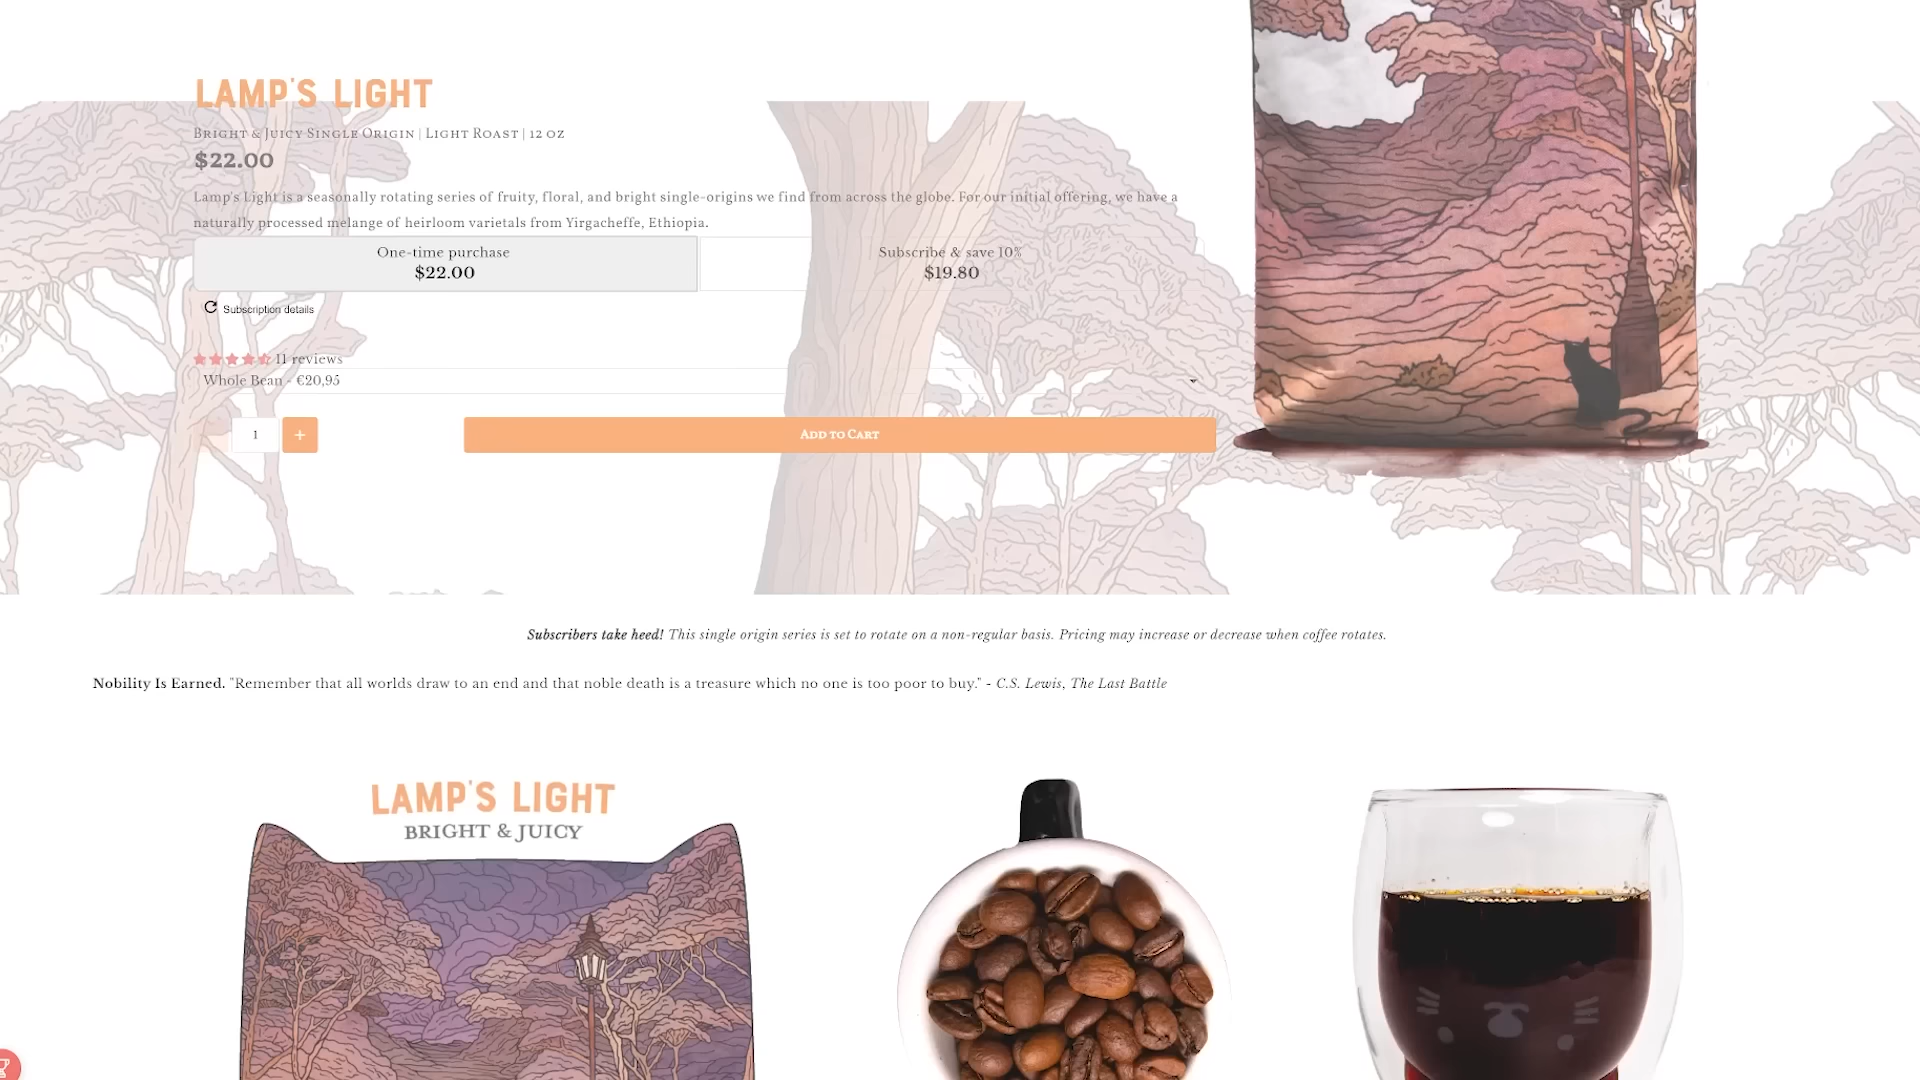 LAMP'S LIGHT
Bright & Juicy Single Origin | Light Roast | 12 oz
$22.00
Lamp's Light is a seasonally rotating series of fruity, floral, and bright single-origins we find from across the globe. For our initial offering, we have a
naturally processed melange of heirloom varietals from Yirgacheffe, Ethiopia.
One-time purchase
$22.00
Subscribe & save 10%
$19.80
Subscription details
11 reviews
Whole Bean - €20,95
1
+
Add to Cart
Subscribers take heed! This single origin series is set to rotate on a non-regular basis. Pricing may increase or decrease when coffee rotates.
Nobility Is Earned. "Remember that all worlds draw to an end and that noble death is a treasure which no one is too poor to buy." - C.S. Lewis, The Last Battle
LAMP'S LIGHT
BRIGHT & JUICY